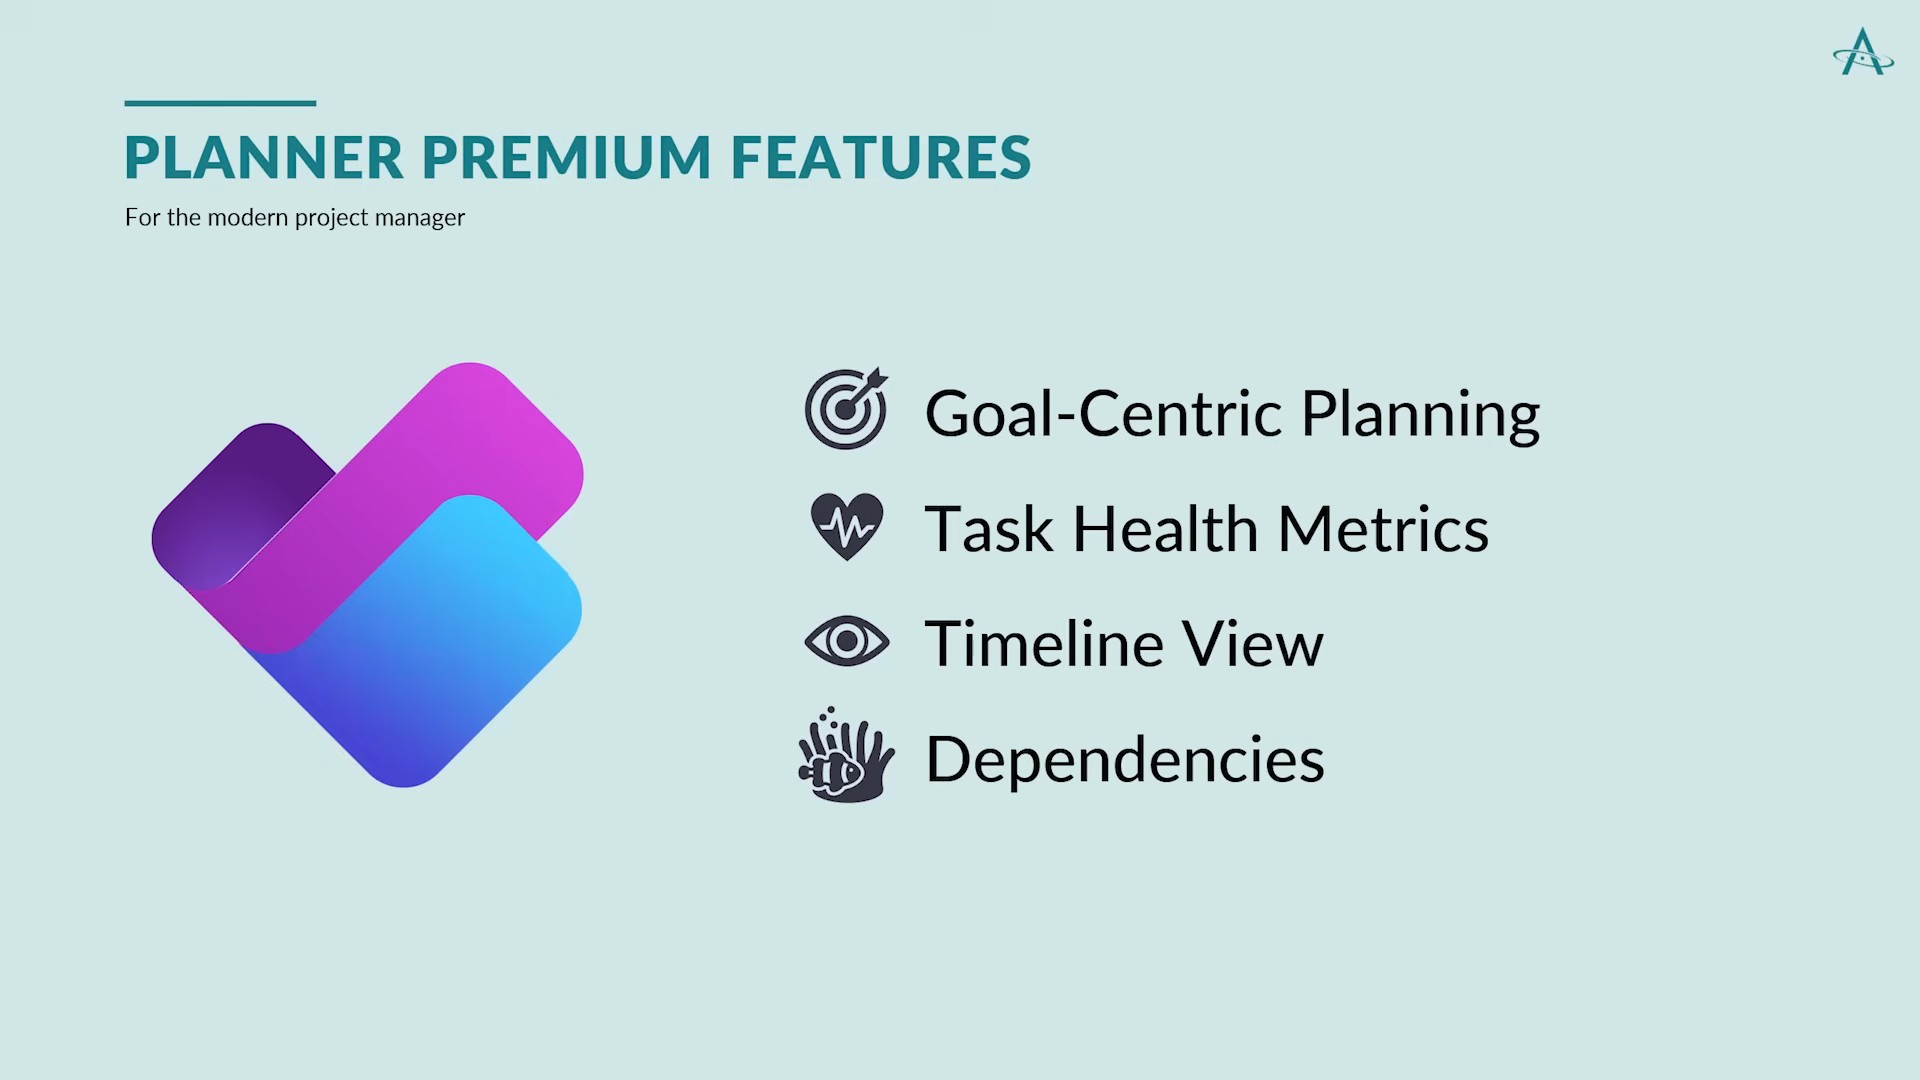 PLANNER PREMIUM FEATURES
For the modern project manager
Goal-Centric Planning
Task Health Metrics
Timeline View
Dependencies